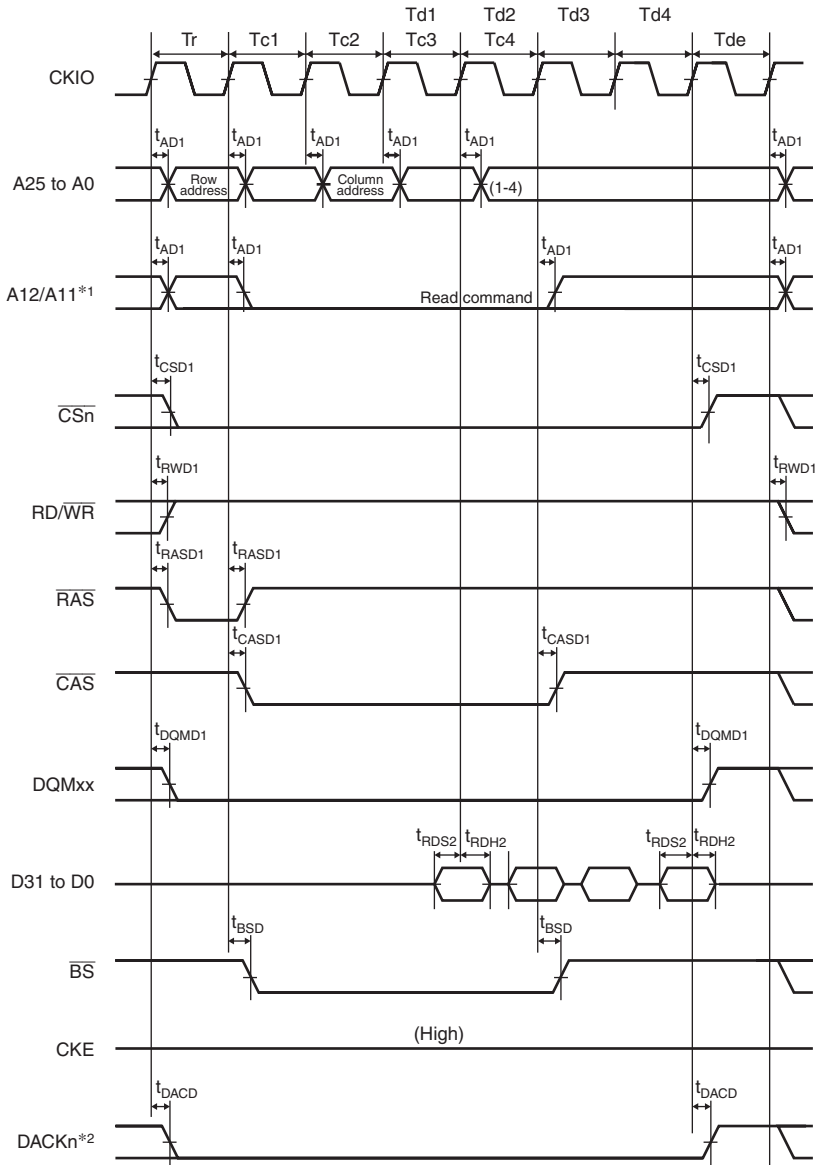 Td1 Td2 Td3 Td4
Tr Tc1 Tc2 Tc3 Tc4 Tde
CKIO
tAD1 tAD1 tAD1 tAD1 tAD1 tAD1
A25 to A0 Row address Column address (1-4)
tAD1 tAD1 tAD1 tAD1
A12/A11*1 Read command
tCSD1 tCSD1
CSn
tRWD1 tRWD1
RD/WR
tRASD1 tRASD1
RAS
tCASD1 tCASD1
CAS
tDQMD1 tDQMD1
DQMxx
tRDS2 tRDH2 tRDS2 tRDH2
D31 to D0
tBSD tBSD
BS
(High)
CKE
tDACD tDACD
DACKn*2